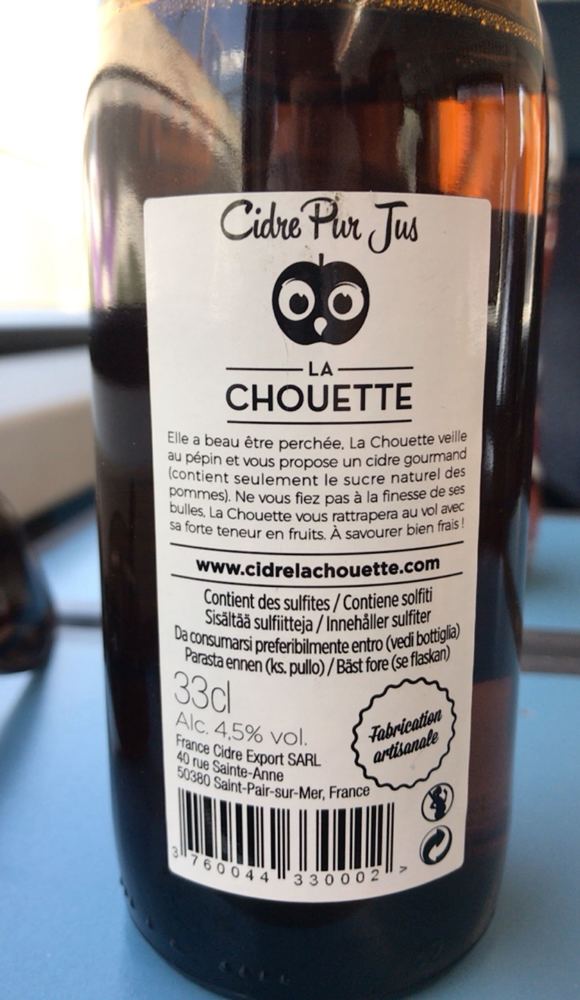 Cidre Pur Jus
LA
CHOUETTE
Elle a beau être perchée, La Chouette veille
au pépin et vous propose un cidre gourmand
(contient seulement le sucre naturel des
pommes). Ne vous fiez pas à la finesse de ses
bulles, La Chouette vous rattrapera au vol avec
sa forte teneur en fruits. À savourer bien frais !
www.cidrelachouette.com
Contient des sulfites / Contiene solfiti
Sisältää sulfiitteja / Innehåller sulfiter
Da consumarsi preferibilmente entro (vedi bottiglia)
Parasta ennen (ks. pullo) / Bäst fore (se flaskan)
33cl
Alc. 4,5% vol.
France Cidre Export SARL
40 rue Sainte-Anne
50380 Saint-Pair-sur-Mer, France
Fabrication
artisanale
3 760044 330002 >